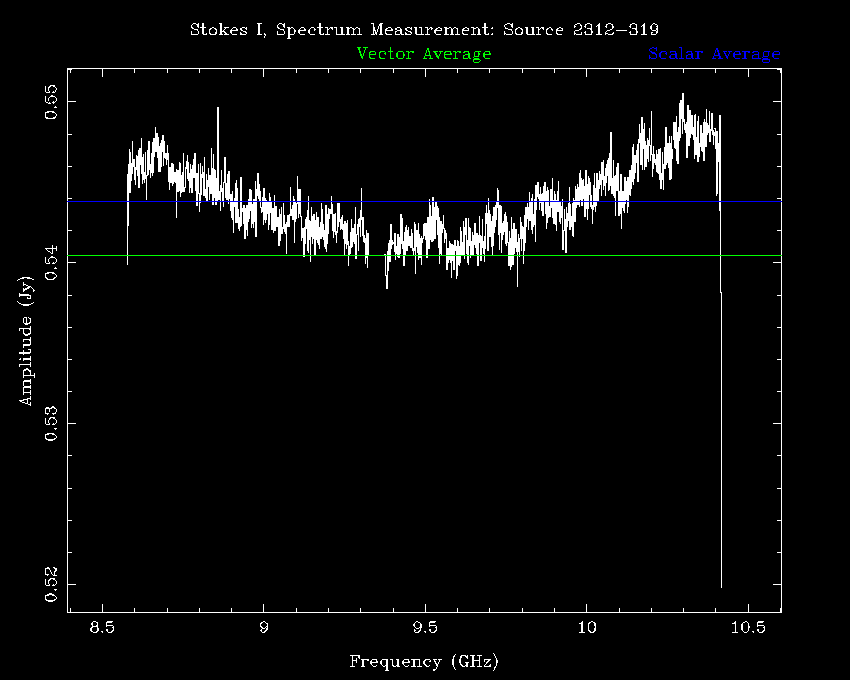 Stokes I, Spectrum Measurement: Source 2312−319
Vector Average Scalar Average
0.55
0.54
0.53
0.52
Amplitude (Jy)
8.5 9 9.5 10 10.5
Frequency (GHz)